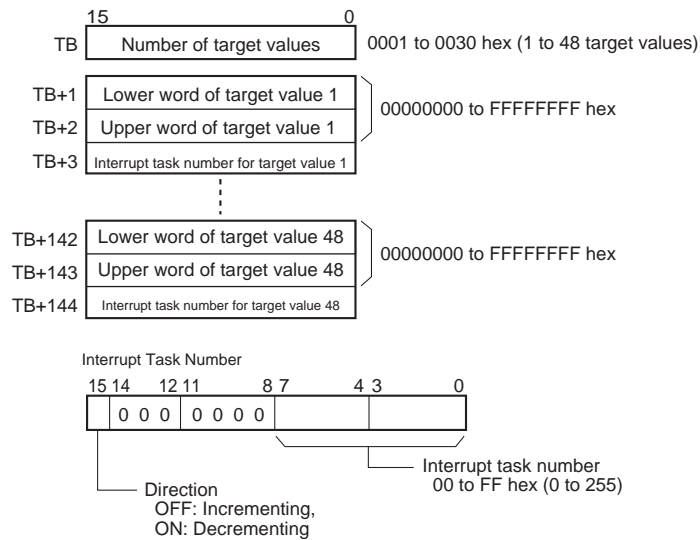 15 0
TB Number of target values 0001 to 0030 hex (1 to 48 target values)
TB+1 Lower word of target value 1
00000000 to FFFFFFFF hex
TB+2 Upper word of target value 1
TB+3 Interrupt task number for target value 1
TB+142 Lower word of target value 48
00000000 to FFFFFFFF hex
TB+143 Upper word of target value 48
TB+144 Interrupt task number for target value 48
Interrupt Task Number
15 14 12 11 8 7 4 3 0
0 0 0 0 0 0 0
Interrupt task number
00 to FF hex (0 to 255)
Direction
OFF: Incrementing,
ON: Decrementing